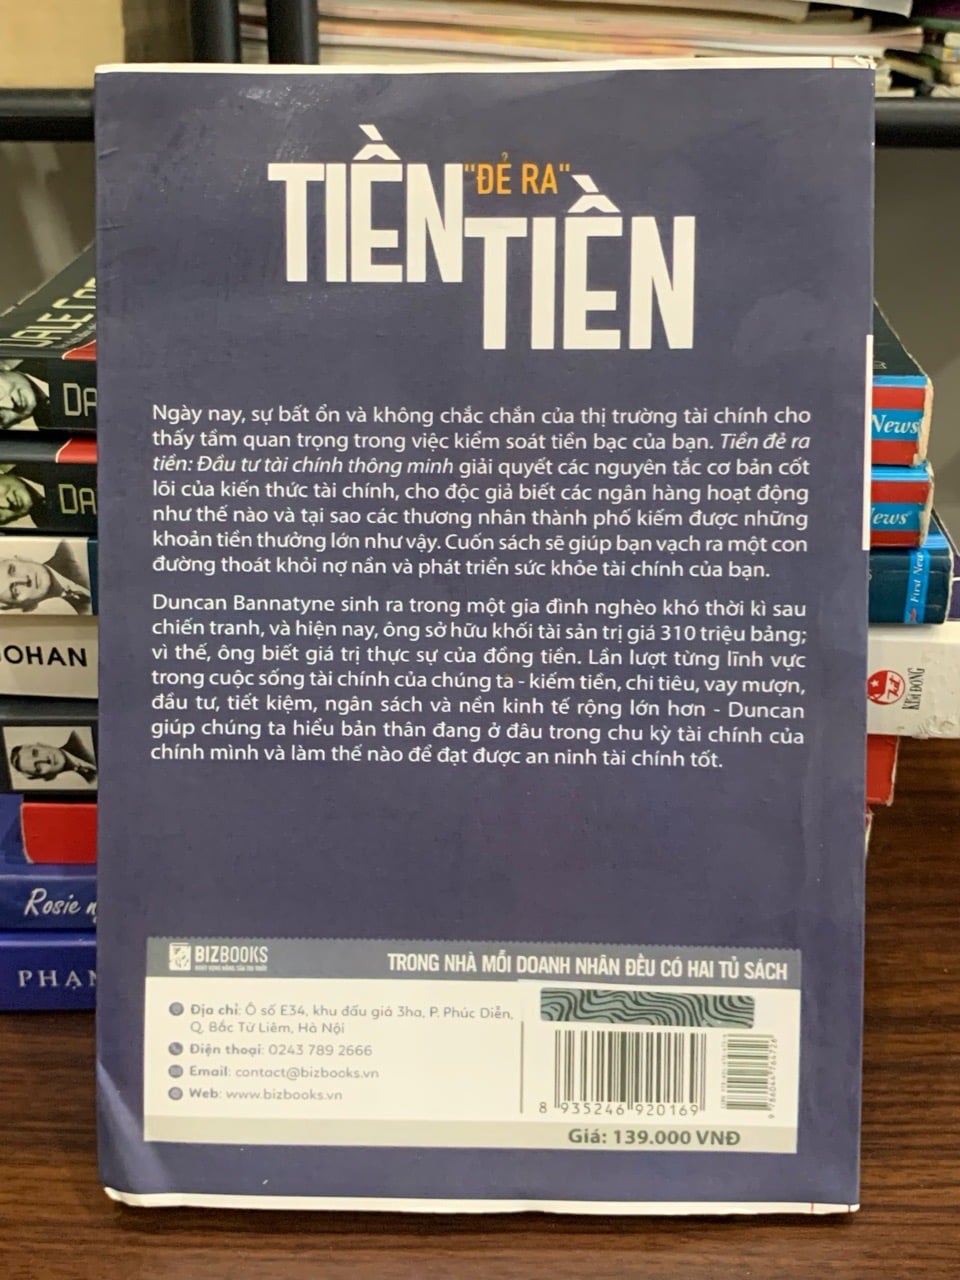 TIỀN "ĐẺ RA"
TIỀN
Ngày nay, sự bất ổn và không chắc chắn của thị trường tài chính cho
thấy tầm quan trọng trong việc kiểm soát tiền bạc của bạn. Tiền đẻ ra
tiền: Đầu tư tài chính thông minh giải quyết các nguyên tắc cơ bản cốt
lõi của kiến thức tài chính, cho độc giả biết các ngân hàng hoạt động
như thế nào và tại sao các thương nhân thành phố kiếm được những
khoản tiền thưởng lớn như vậy. Cuốn sách sẽ giúp bạn vạch ra một con
đường thoát khỏi nợ nần và phát triển sức khỏe tài chính của bạn.
Duncan Bannatyne sinh ra trong một gia đình nghèo khó thời kì sau
chiến tranh, và hiện nay, ông sở hữu khối tài sản trị giá 310 triệu bảng;
vì thế, ông biết giá trị thực sự của đồng tiền. Lần lượt từng lĩnh vực
trong cuộc sống tài chính của chúng ta - kiếm tiền, chi tiêu, vay mượn,
đầu tư, tiết kiệm, ngân sách và nền kinh tế rộng lớn hơn - Duncan
giúp chúng ta hiểu bản thân đang ở đâu trong chu kỳ tài chính của
chính mình và làm thế nào để đạt được an ninh tài chính tốt.
BIZBOOKS
TRONG NHÀ MỖI DOANH NHÂN ĐỀU CÓ HAI TỦ SÁCH
Địa chỉ: Ô số E34, khu đấu giá 3ha, P. Phúc Diễn,
Q. Bắc Từ Liêm, Hà Nội
Điện thoại: 0243 789 2666
Email: contact@bizbooks.vn
Web: www.bizbooks.vn
8 935246 920169
Giá: 139.000 VNĐ
DALE
DA
DA
OHAN
Rosie
PHAN
News
News
First New
KIM ĐỒNG